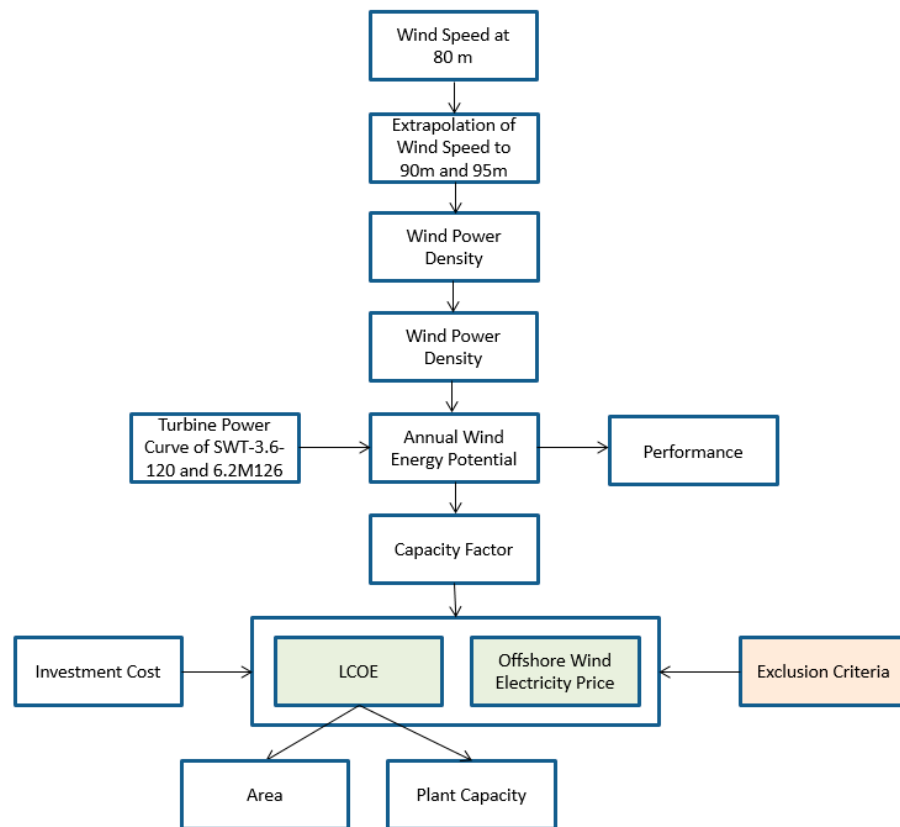 Wind Speed at
80 m
Extrapolation of
Wind Speed to
90m and 95m
Wind Power
Density
Wind Power
Density
Turbine Power
Curve of SWT-3.6-
120 and 6.2M126
Annual Wind
Energy Potential
Performance
Capacity Factor
Investment Cost
LCOE
Offshore Wind
Electricity Price
Exclusion Criteria
Area
Plant Capacity